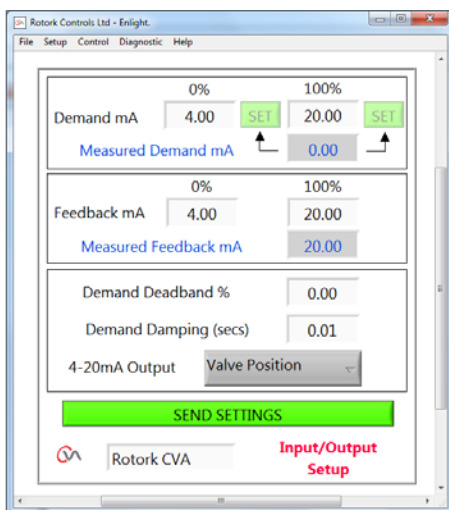 Rotork Controls Ltd - Enlight.
File Setup Control Diagnostic Help
0% 100%
Demand mA 4.00 SET 20.00 SET
Measured Demand mA 0.00
0% 100%
Feedback mA 4.00 20.00
Measured Feedback mA 20.00
Demand Deadband % 0.00
Demand Damping (secs) 0.01
4-20mA Output Valve Position
SEND SETTINGS
Rotork CVA
Input/Output
Setup